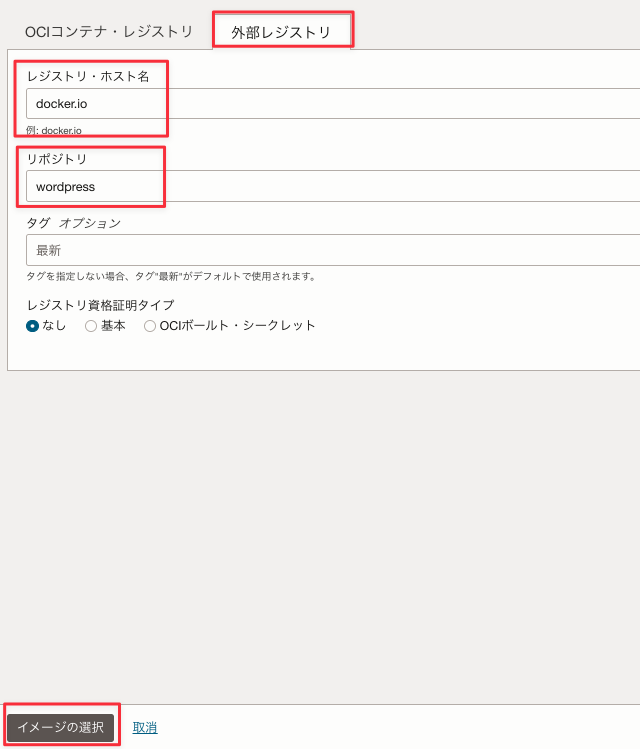 OCIコンテナ・レジストリ 外部レジストリ
レジストリ・ホスト名
docker.io
例: docker.io
リポジトリ
wordpress
タグ オプション
最新
タグを指定しない場合、タグ"最新"がデフォルトで使用されます。
レジストリ資格証明タイプ
なし 基本 OCIボールト・シークレット
イメージの選択 取消